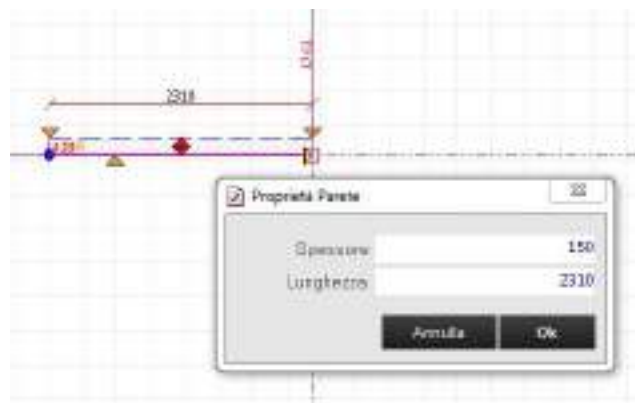 2310
Proprietà Parete
Spessore 150
Lunghezza 2310
Annulla Ok